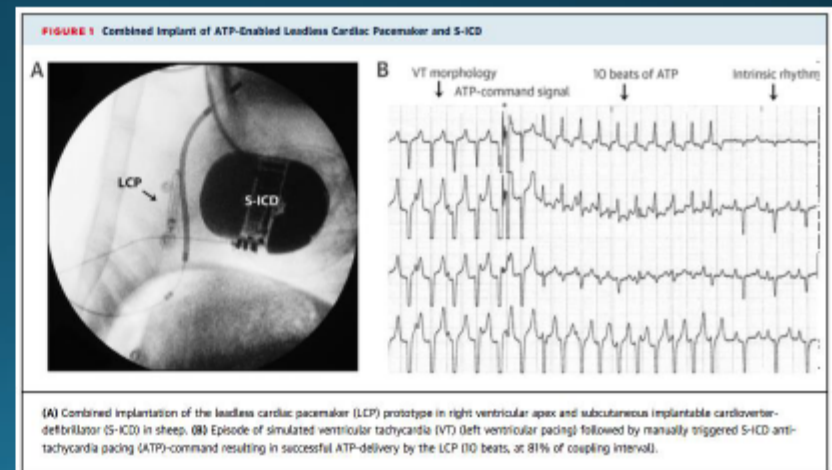 FIGURE 1 Combined Implant of ATP-Enabled Leadless Cardiac Pacemaker and S-ICD
A
LCP
S-ICD
B
VT morphology
10 beats of ATP
Intrinsic rhythm
ATP-command signal
(A) Combined implantation of the leadless cardiac pacemaker (LCP) prototype in right ventricular apex and subcutaneous implantable cardioverter-
defibrillator (S-ICD) in sheep. (B) Episode of simulated ventricular tachycardia (VT) (left ventricular pacing) followed by manually triggered S-ICD anti-
tachycardia pacing (ATP)-command resulting in successful ATP-delivery by the LCP (10 beats, at 81% of coupling interval).